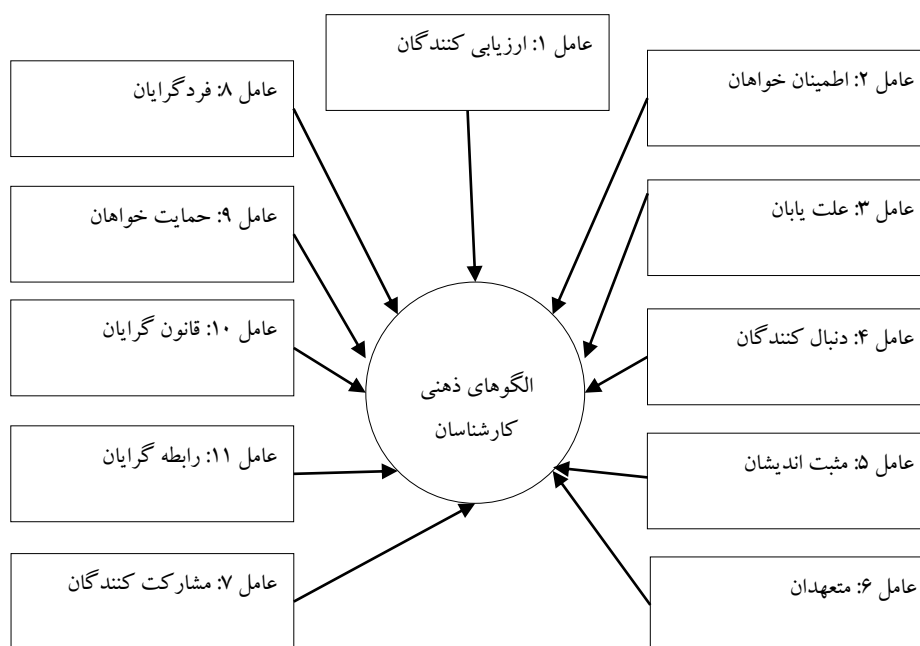 عامل ۱: ارزیابی کنندگان
عامل ۲: اطمینان خواهان
عامل ۳: علت یابان
عامل ۴: دنبال کنندگان
عامل ۵: مثبت اندیشان
عامل ۶: متعهدان
عامل ۷: مشارکت کنندگان
عامل ۸: فردگرایان
عامل ۹: حمایت خواهان
عامل ۱۰: قانون گرایان
عامل ۱۱: رابطه گرایان
الگوهای ذهنی
کارشناسان